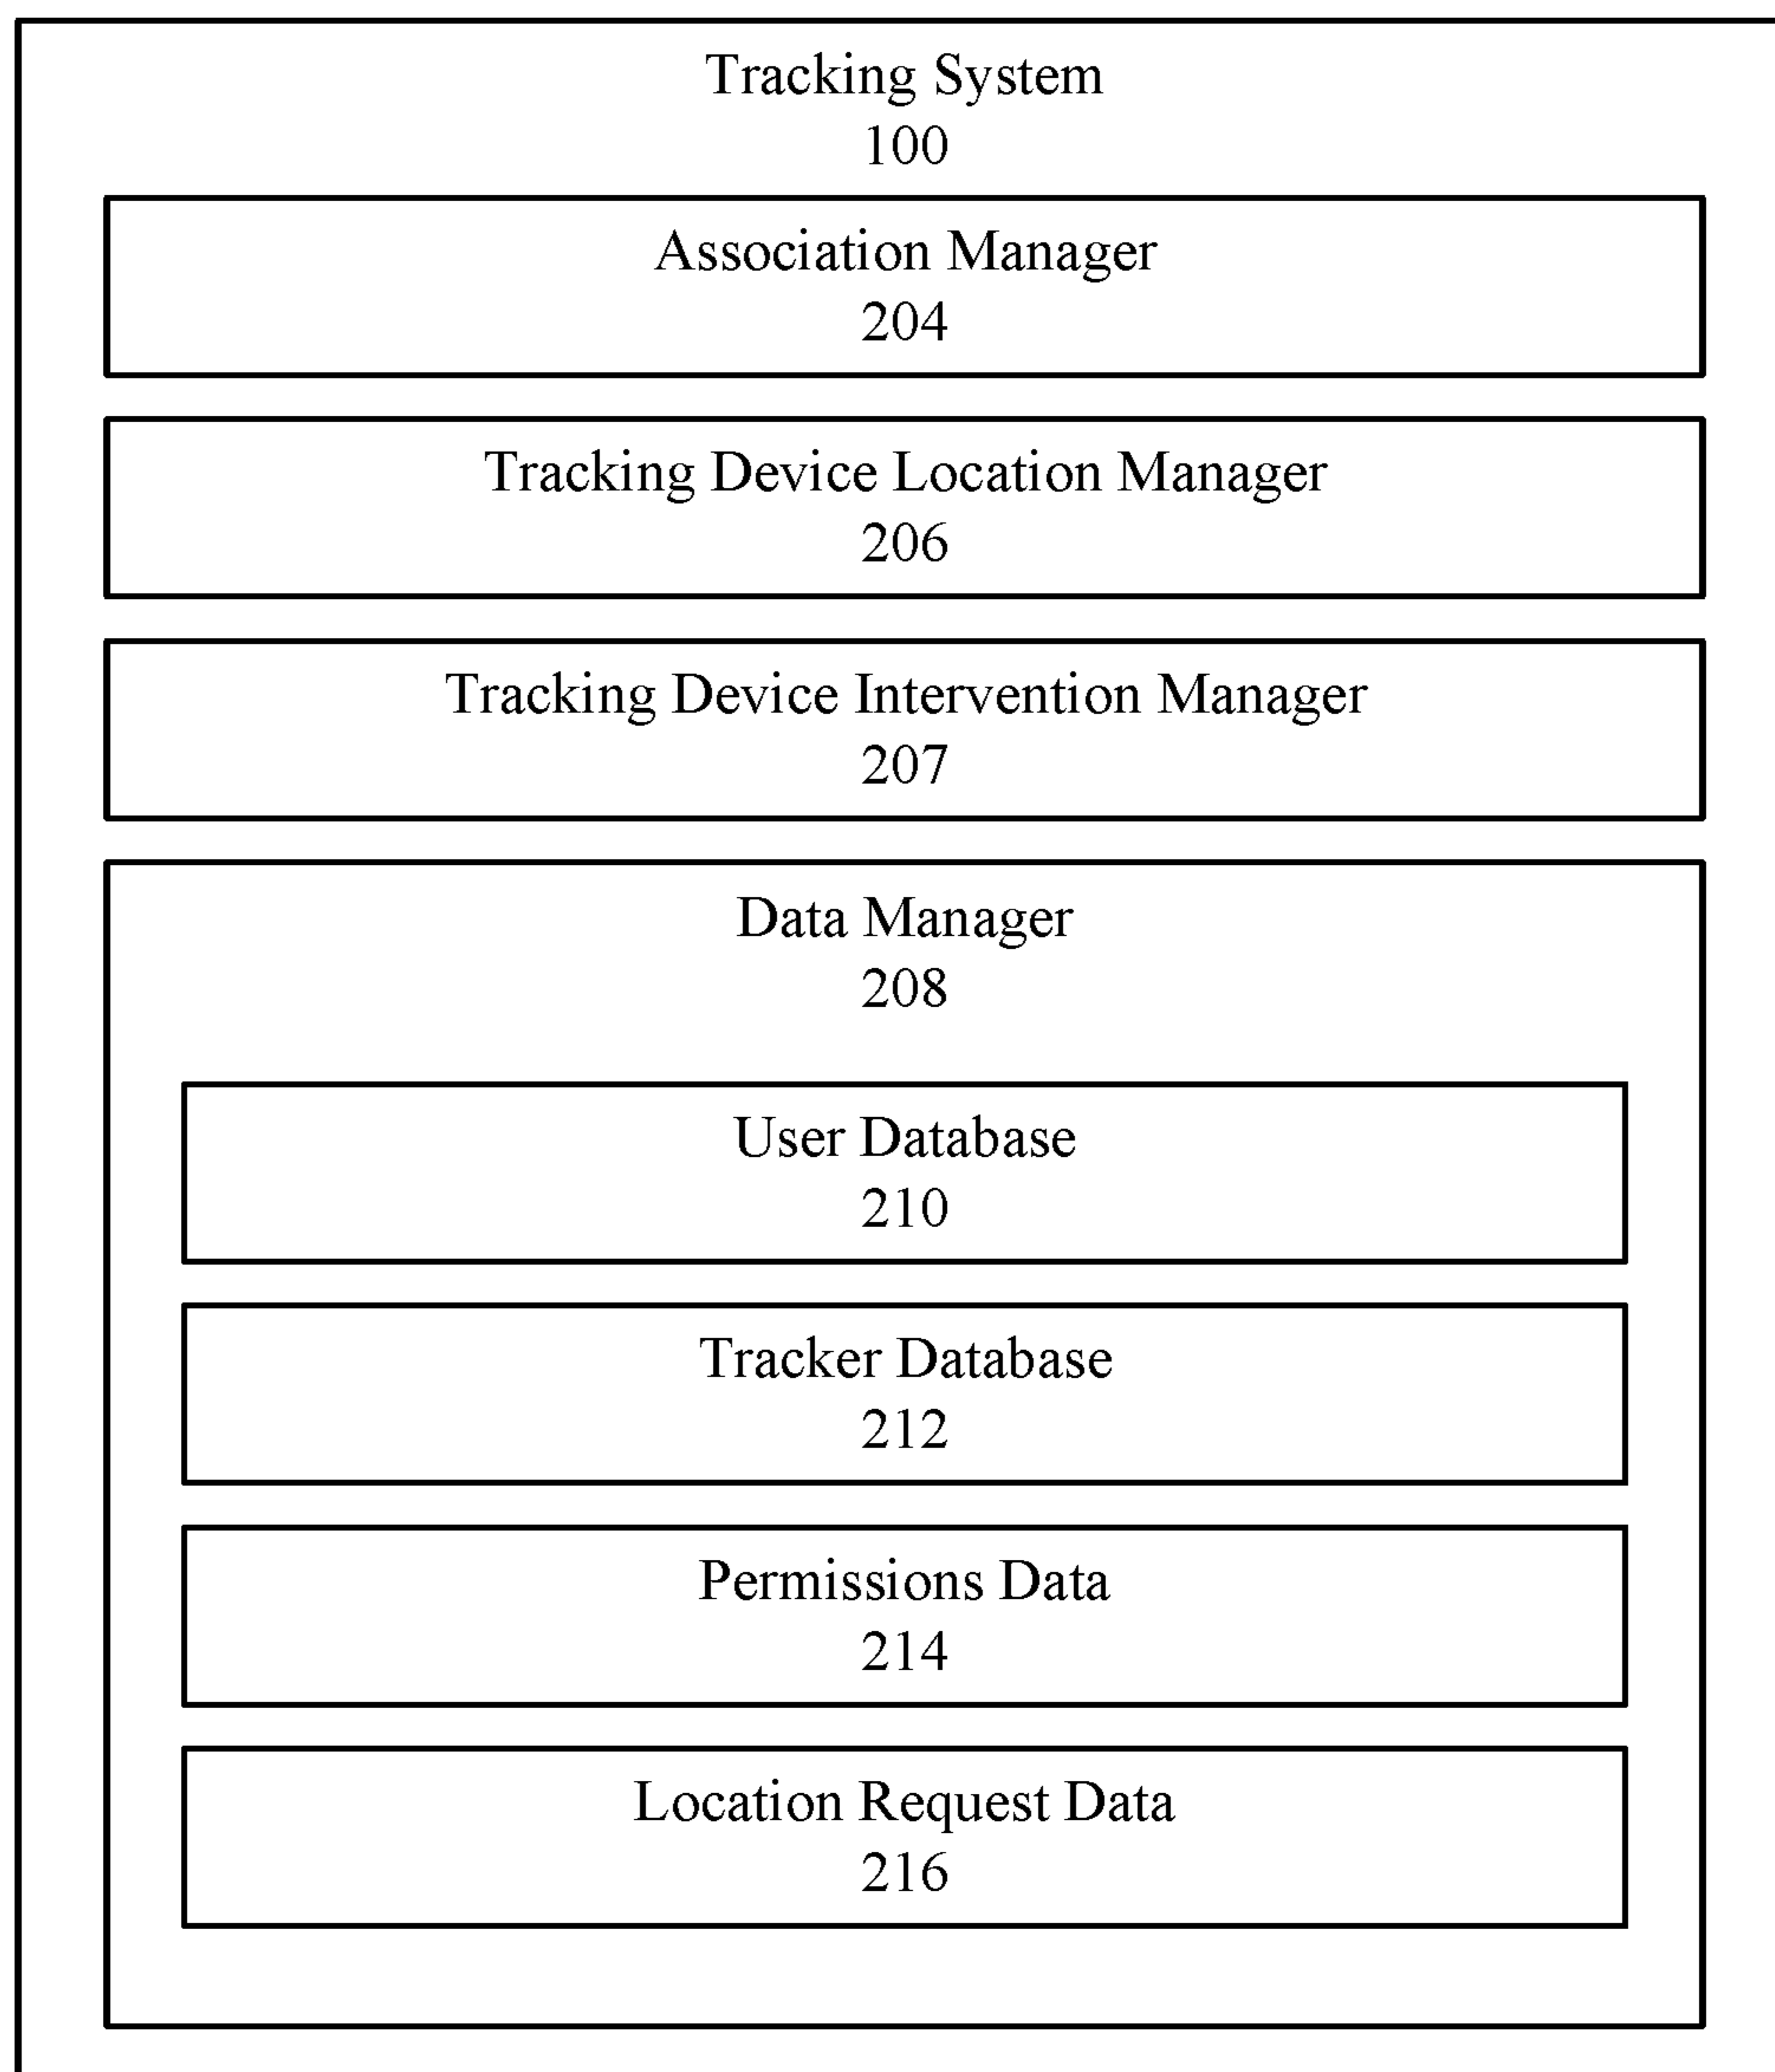 Tracking System
100
Association Manager
204
Tracking Device Location Manager
206
Tracking Device Intervention Manager
207
Data Manager
208
User Database
210
Tracker Database
212
Permissions Data
214
Location Request Data
216